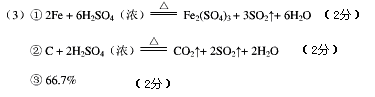 (3) ① 2Fe + 6H₂SO₄（浓） △ Fe₂(SO₄)₃ + 3SO₂↑ + 6H₂O （2分）
② C + 2H₂SO₄（浓） △ CO₂↑ + 2SO₂↑ + 2H₂O （2分）
③ 66.7% （2分）